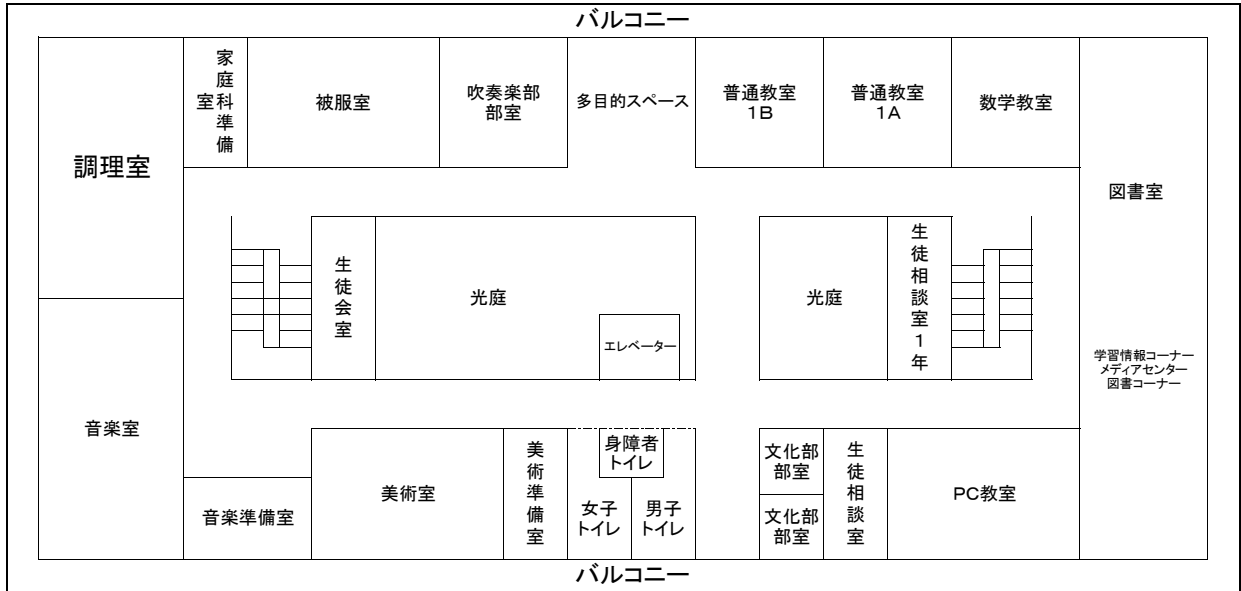 バルコニー
家庭科準備室
被服室
吹奏楽部
部室
多目的スペース
普通教室
1B
普通教室
1A
数学教室
調理室
図書室
生徒会室
光庭
エレベーター
光庭
生徒相談室1年
学習情報コーナー
メディアセンター
図書コーナー
音楽室
音楽準備室
美術室
美術準備室
身障者
トイレ
女子
トイレ
男子
トイレ
文化部
部室
文化部
部室
生徒相談室
PC教室
バルコニー